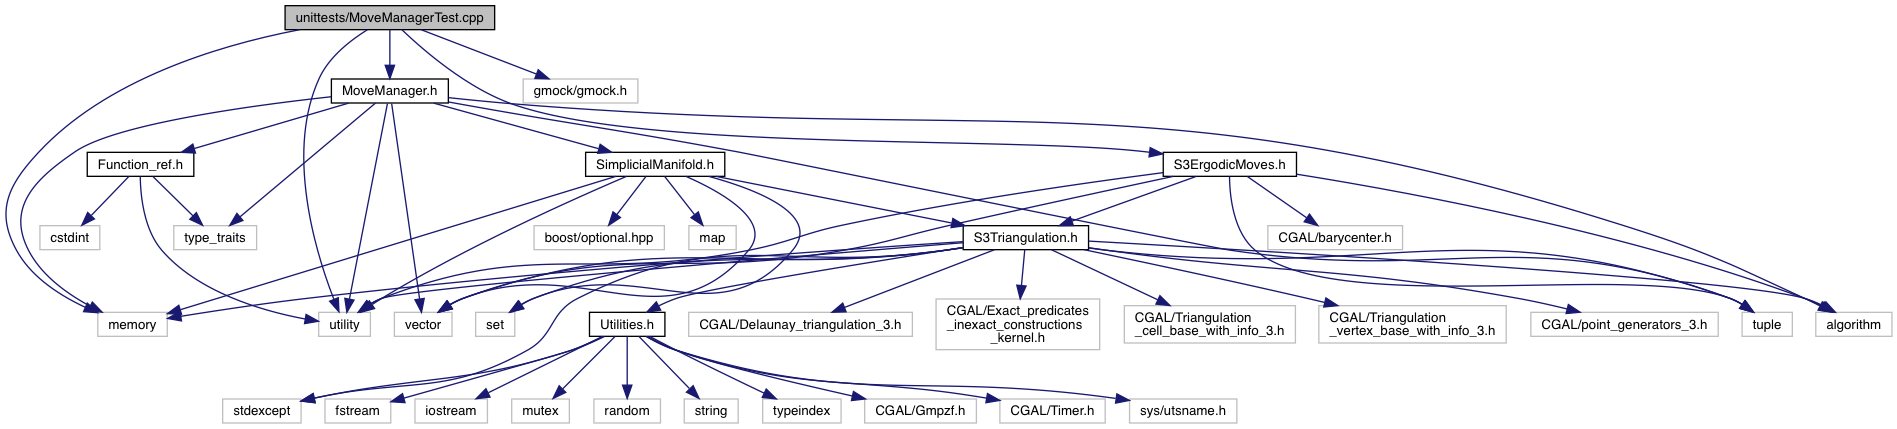 unittests/MoveManagerTest.cpp
MoveManager.h
gmock/gmock.h
Function_ref.h
SimplicialManifold.h
S3ErgodicMoves.h
cstdint
type_traits
boost/optional.hpp
map
S3Triangulation.h
CGAL/barycenter.h
memory
utility
vector
set
Utilities.h
CGAL/Delaunay_triangulation_3.h
CGAL/Exact_predicates
_inexact_constructions
_kernel.h
CGAL/Triangulation
_cell_base_with_info_3.h
CGAL/Triangulation
_vertex_base_with_info_3.h
CGAL/point_generators_3.h
tuple
algorithm
stdexcept
fstream
iostream
mutex
random
string
typeindex
CGAL/Gmpzf.h
CGAL/Timer.h
sys/utsname.h